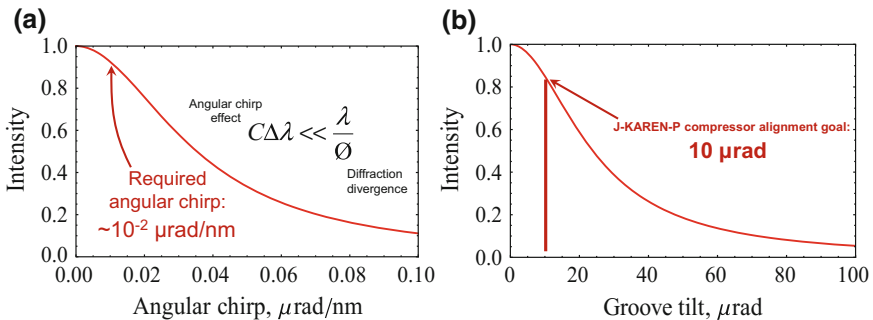 (a)
1.0
0.8
0.6
0.4
0.2
0.0
Intensity
Angular chirp
effect
CΔλ << λ/Ø
Diffraction
divergence
Required
angular chirp:
~10⁻² µrad/nm
0.00 0.02 0.04 0.06 0.08 0.10
Angular chirp, µrad/nm
(b)
1.0
0.8
0.6
0.4
0.2
0.0
Intensity
J-KAREN-P compressor alignment goal:
10 µrad
0 20 40 60 80 100
Groove tilt, µrad